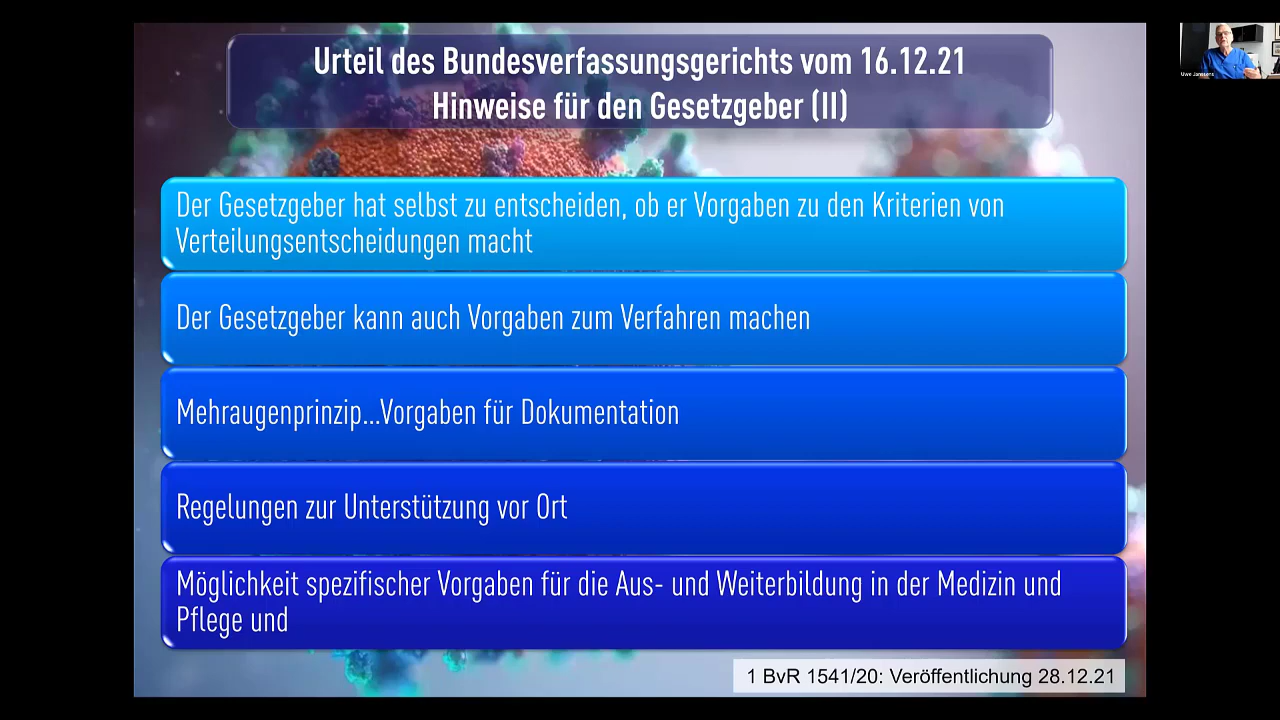 Urteil des Bundesverfassungsgerichts vom 16.12.21
Hinweise für den Gesetzgeber (II)
Uwe Janssens
Der Gesetzgeber hat selbst zu entscheiden, ob er Vorgaben zu den Kriterien von
Verteilungsentscheidungen macht
Der Gesetzgeber kann auch Vorgaben zum Verfahren machen
Mehraugenprinzip...Vorgaben für Dokumentation
Regelungen zur Unterstützung vor Ort
Möglichkeit spezifischer Vorgaben für die Aus- und Weiterbildung in der Medizin und
Pflege und
1 BvR 1541/20: Veröffentlichung 28.12.21